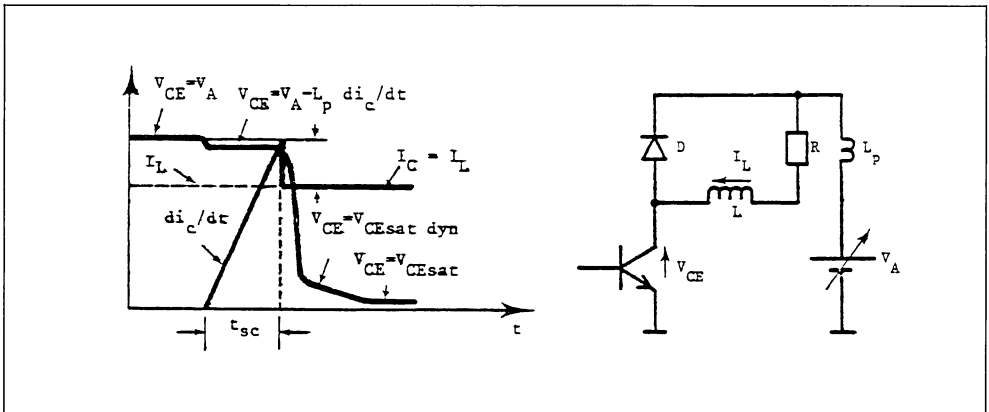 V_CE=V_A
V_CE=V_A-L_p di_c/dt
I_L
I_C = I_L
di_c/dt
V_CE=V_CEsat dyn
V_CE=V_CEsat
t_sc
t
D
I_L
L
R
L_p
V_CE
V_A